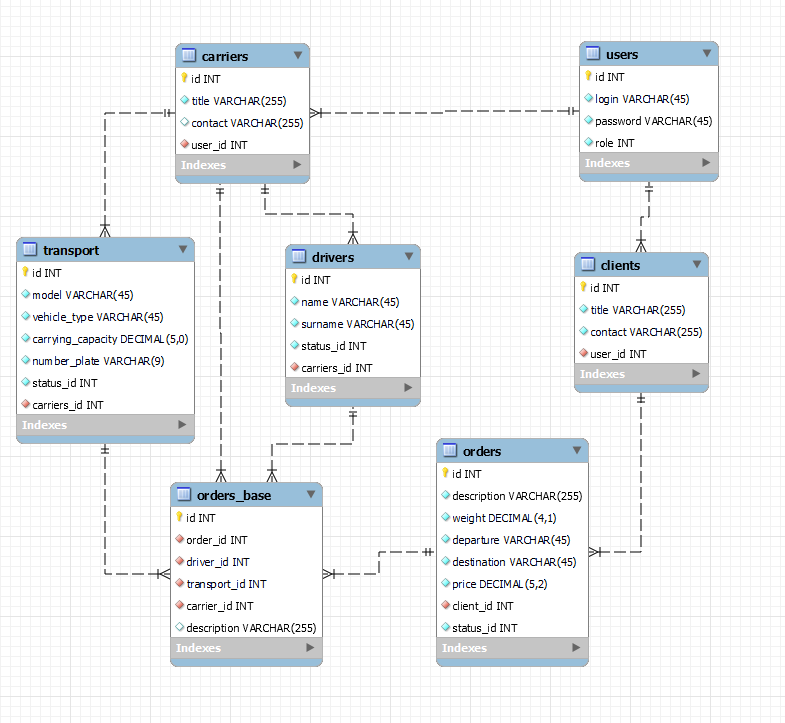 carriers
id INT
title VARCHAR(255)
contact VARCHAR(255)
user_id INT
Indexes
users
id INT
login VARCHAR(45)
password VARCHAR(45)
role INT
Indexes
transport
id INT
model VARCHAR(45)
vehicle_type VARCHAR(45)
carrying_capacity DECIMAL(5,0)
number_plate VARCHAR(9)
status_id INT
carriers_id INT
Indexes
drivers
id INT
name VARCHAR(45)
surname VARCHAR(45)
status_id INT
carriers_id INT
Indexes
clients
id INT
title VARCHAR(255)
contact VARCHAR(255)
user_id INT
Indexes
orders_base
id INT
order_id INT
driver_id INT
transport_id INT
carrier_id INT
description VARCHAR(255)
Indexes
orders
id INT
description VARCHAR(255)
weight DECIMAL(4,1)
departure VARCHAR(45)
destination VARCHAR(45)
price DECIMAL(5,2)
client_id INT
status_id INT
Indexes